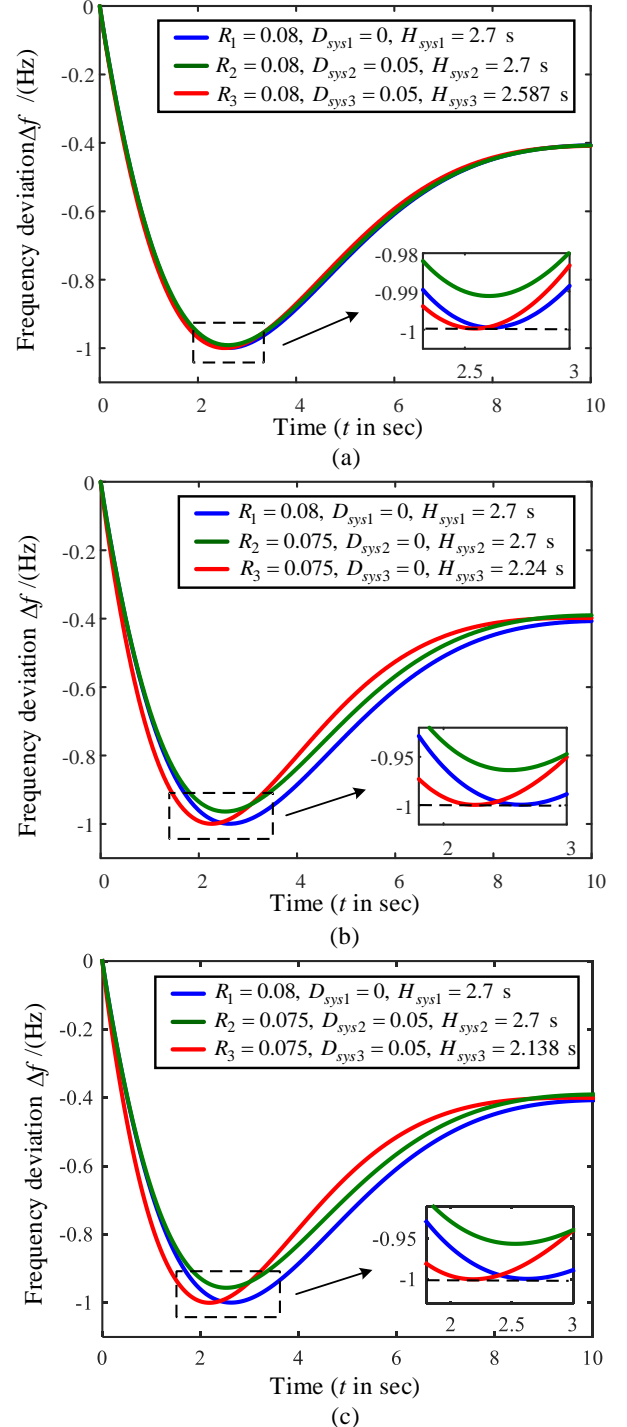 0
-0.2
-0.4
-0.6
-0.8
-1
Frequency deviation Δf /(Hz)
R1 = 0.08, Dsys1 = 0, Hsys1 = 2.7 s
R2 = 0.08, Dsys2 = 0.05, Hsys2 = 2.7 s
R3 = 0.08, Dsys3 = 0.05, Hsys3 = 2.587 s
-0.98
-0.99
-1
2.5 3
0 2 4 6 8 10
Time (t in sec)
(a)
0
-0.2
-0.4
-0.6
-0.8
-1
Frequency deviation Δf /(Hz)
R1 = 0.08, Dsys1 = 0, Hsys1 = 2.7 s
R2 = 0.075, Dsys2 = 0, Hsys2 = 2.7 s
R3 = 0.075, Dsys3 = 0, Hsys3 = 2.24 s
-0.95
-1
2 3
0 2 4 6 8 10
Time (t in sec)
(b)
0
-0.2
-0.4
-0.6
-0.8
-1
Frequency deviation Δf /(Hz)
R1 = 0.08, Dsys1 = 0, Hsys1 = 2.7 s
R2 = 0.075, Dsys2 = 0.05, Hsys2 = 2.7 s
R3 = 0.075, Dsys3 = 0.05, Hsys3 = 2.138 s
-0.95
-1
2 2.5 3
0 2 4 6 8 10
Time (t in sec)
(c)